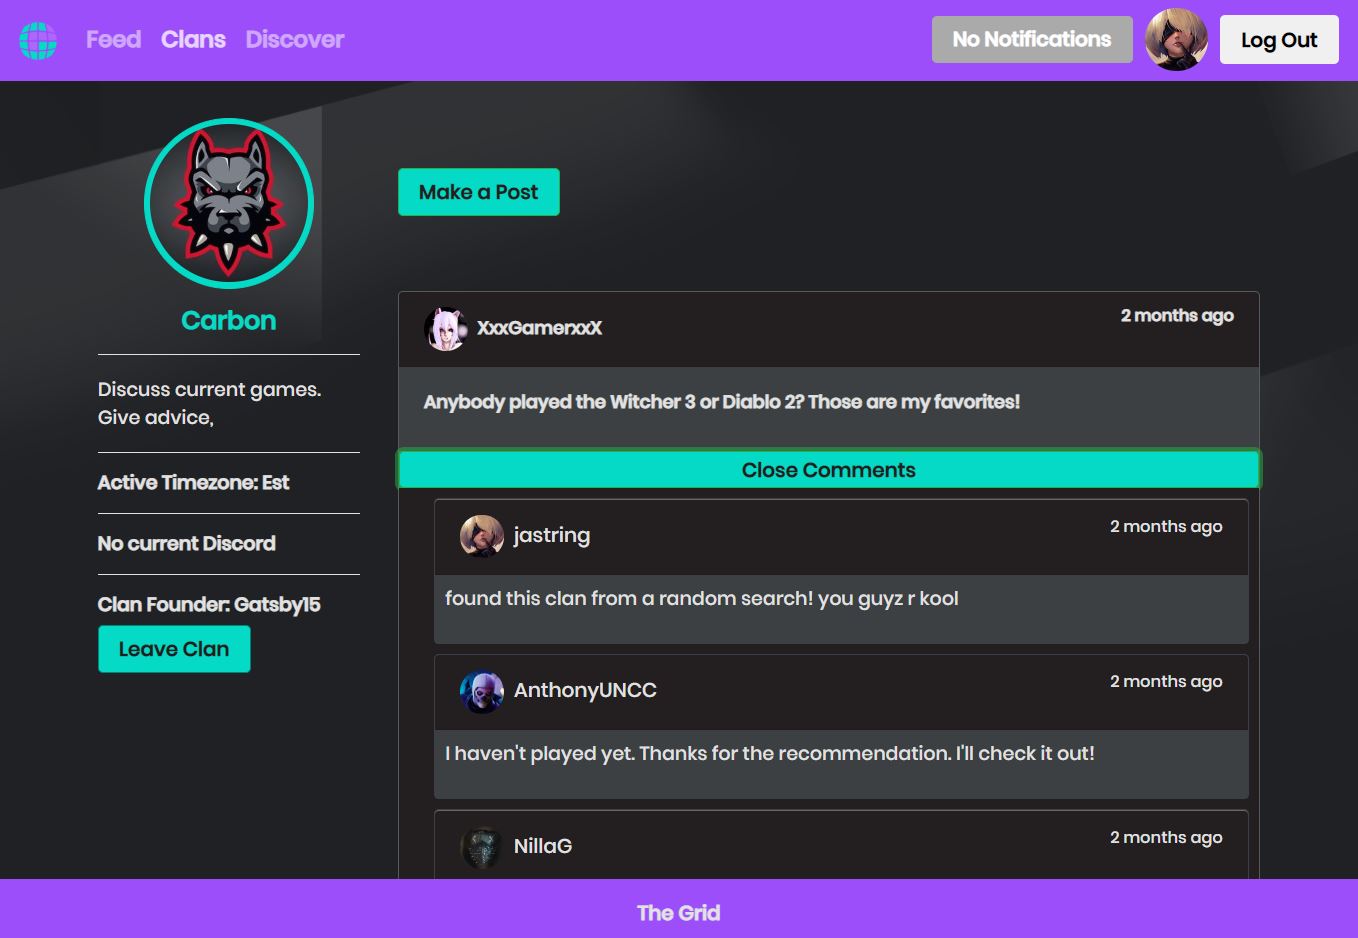 Feed Clans Discover
No Notifications
Log Out
Carbon
Discuss current games.
Give advice,
Active Timezone: Est
No current Discord
Clan Founder: Gatsby15
Leave Clan
Make a Post
XxxGamerxxX
2 months ago
Anybody played the Witcher 3 or Diablo 2? Those are my favorites!
Close Comments
jastring
2 months ago
found this clan from a random search! you guyz r kool
AnthonyUNCC
2 months ago
I haven't played yet. Thanks for the recommendation. I'll check it out!
NillaG
2 months ago
The Grid